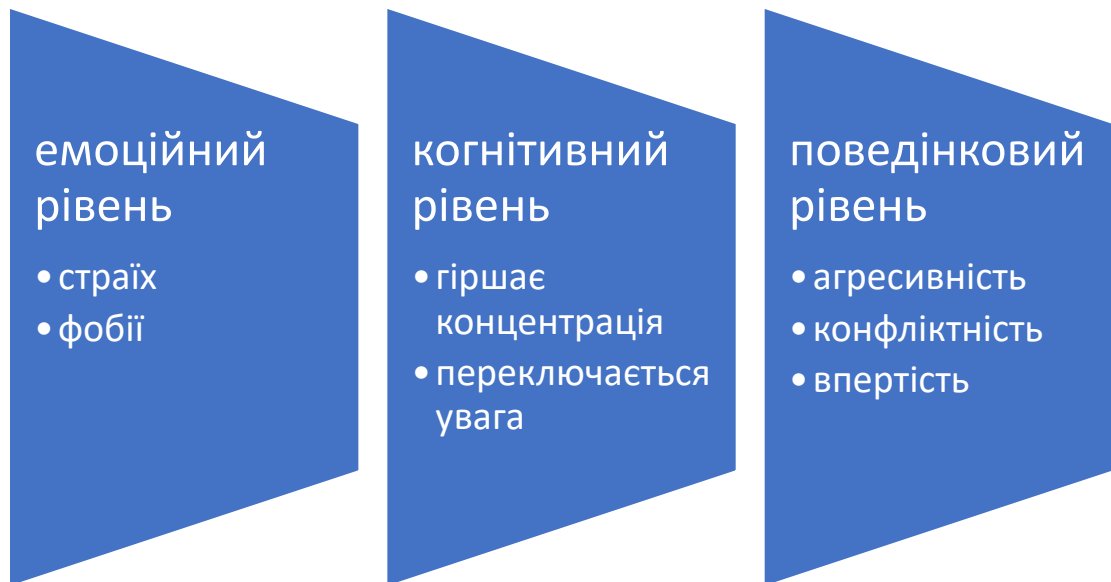 емоційний
рівень
• страїх
• фобії
когнітивний
рівень
• гіршає
концентрація
• переключається
увага
поведінковий
рівень
• агресивність
• конфліктність
• впертість